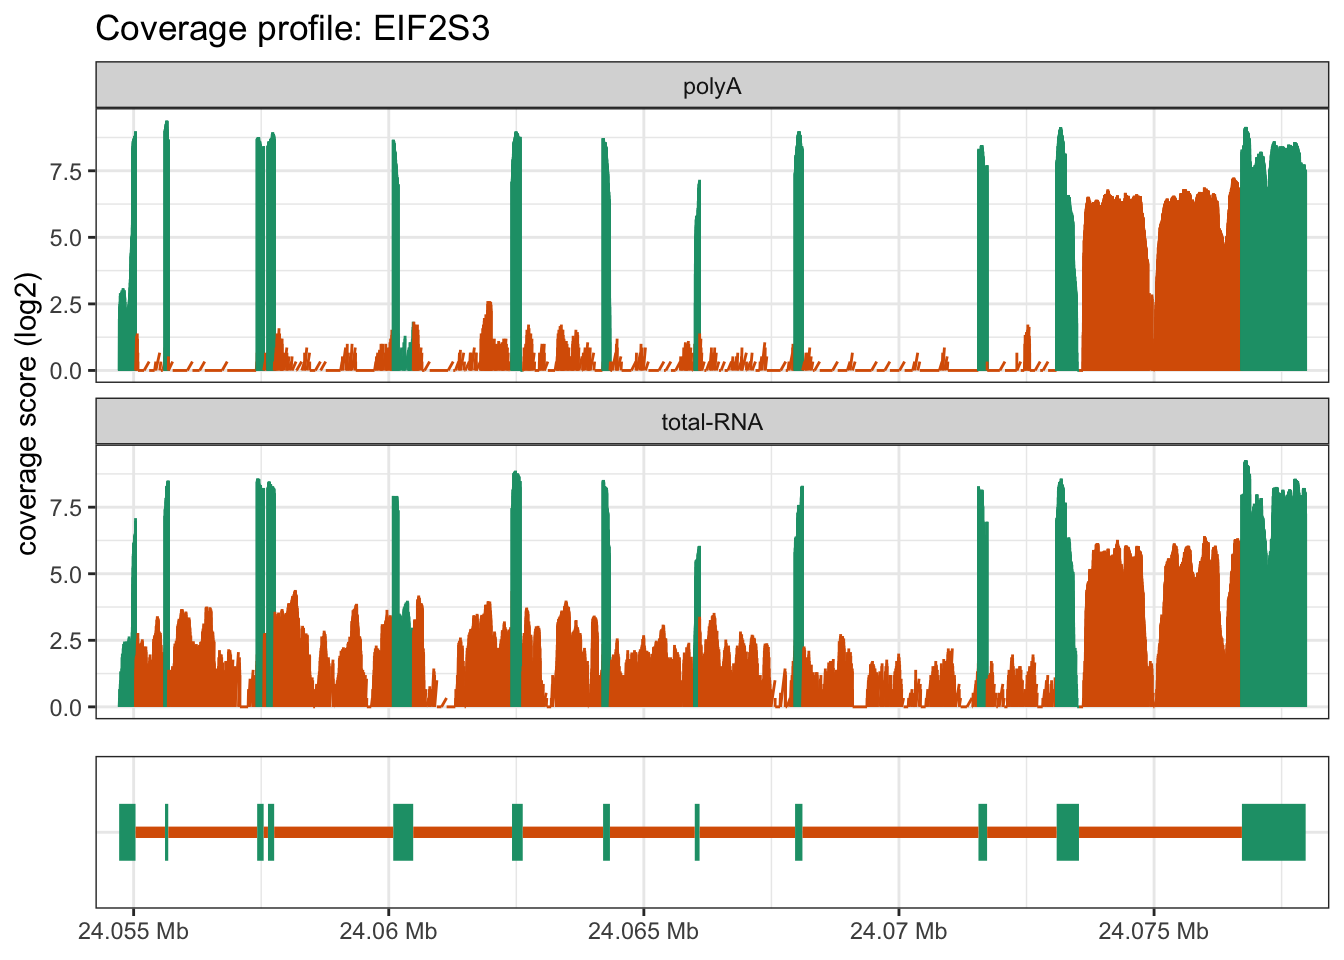 Coverage profile: EIF2S3
polyA
7.5
5.0
2.5
0.0
total-RNA
7.5
5.0
2.5
0.0
coverage score (log2)
24.055 Mb
24.06 Mb
24.065 Mb
24.07 Mb
24.075 Mb